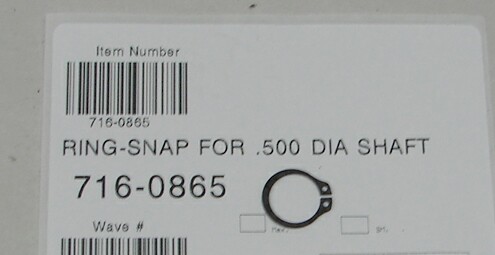 Item Number
716-0865
RING-SNAP FOR .500 DIA SHAFT
716-0865
Wave #